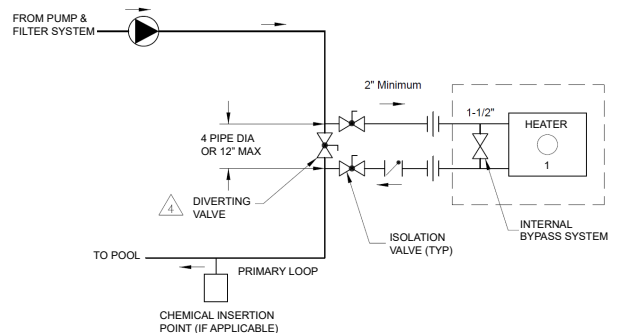 FROM PUMP &
FILTER SYSTEM
2" Minimum
1-1/2"
HEATER
1
4 PIPE DIA
OR 12" MAX
4
DIVERTING
VALVE
ISOLATION
VALVE (TYP)
INTERNAL
BYPASS SYSTEM
TO POOL
PRIMARY LOOP
CHEMICAL INSERTION
POINT (IF APPLICABLE)